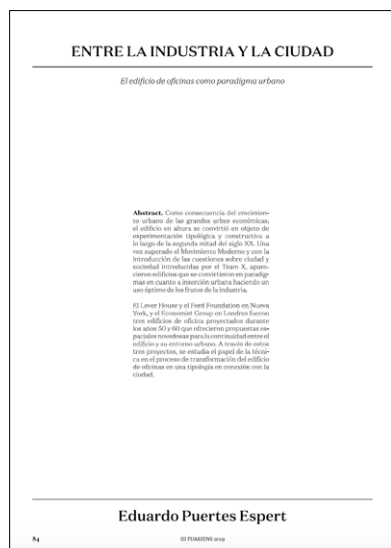 ENTRE LA INDUSTRIA Y LA CIUDAD
El edificio de oficinas como paradigma urbano
Abstract. Como consecuencia del crecimien-
to urbano de las grandes urbes económicas,
el edificio en altura se convirtió en objeto de
experimentación tipológica y constructiva a
lo largo de la segunda mitad del siglo XX. Una
vez superado el Movimiento Moderno y con la
introducción de las cuestiones sobre ciudad y
sociedad introducidas por el Team X, apare-
cieron edificios que se convirtieron en paradig-
mas en cuanto a inserción urbana haciendo un
uso óptimo de los frutos de la industria.
El Lever House y el Ford Foundation en Nueva
York, y el Economist Group en Londres fueron
tres edificios de oficina proyectados durante
los años 50 y 60 que ofrecieron propuestas es-
paciales novedosas para la continuidad entre el
edificio y su entorno urbano. A través de estos
tres proyectos, se estudia el papel de la técni-
ca en el proceso de transformación del edificio
de oficinas en una tipología en conexión con la
ciudad.
Eduardo Puertes Espert
84
2019